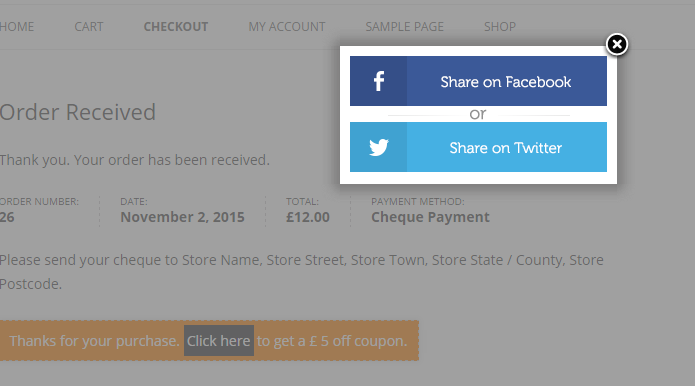 HOME CART CHECKOUT MY ACCOUNT SAMPLE PAGE SHOP
Share on Facebook
or
Share on Twitter
Order Received
Thank you. Your order has been received.
ORDER NUMBER: DATE: TOTAL: PAYMENT METHOD:
26 November 2, 2015 £12.00 Cheque Payment
Please send your cheque to Store Name, Store Street, Store Town, Store State / County, Store
Postcode.
Thanks for your purchase. Click here to get a £ 5 off coupon.